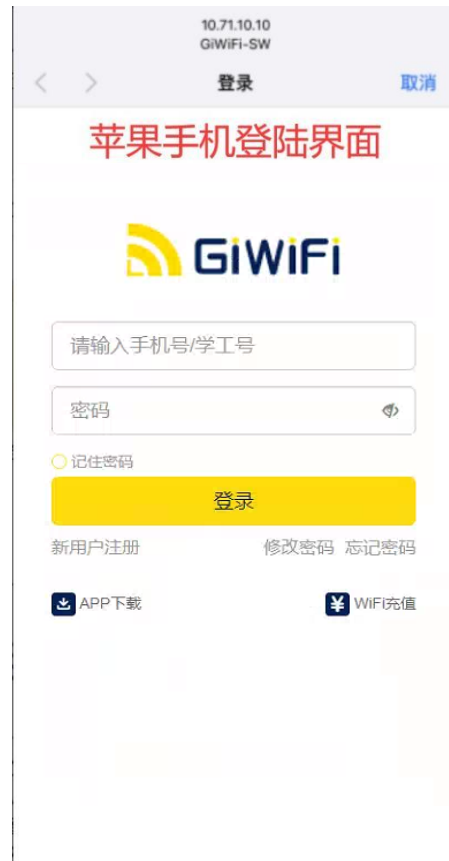 10.71.10.10
GiWiFi-SW
登录
取消
苹果手机登陆界面
GiWiFi
请输入手机号/学工号
密码
记住密码
登录
新用户注册 修改密码 忘记密码
APP下载 WiFi充值